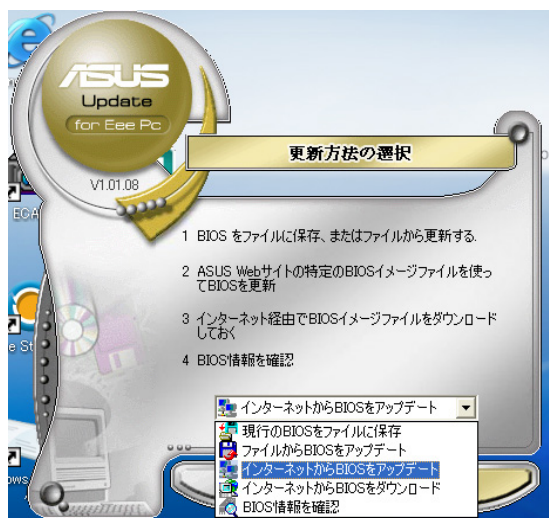 ASUS
Update
for Eee Pc
V1.01.08
更新方法の選択
1 BIOS をファイルに保存、またはファイルから更新する.
2 ASUS Webサイトの特定のBIOSイメージファイルを使っ
てBIOSを更新
3 インターネット経由でBIOSイメージファイルをダウンロード
しておく
4 BIOS情報を確認
インターネットからBIOSをアップデート
現行のBIOSをファイルに保存
ファイルからBIOSをアップデート
インターネットからBIOSをアップデート
インターネットからBIOSをダウンロード
BIOS情報を確認
ECA
e St
ows